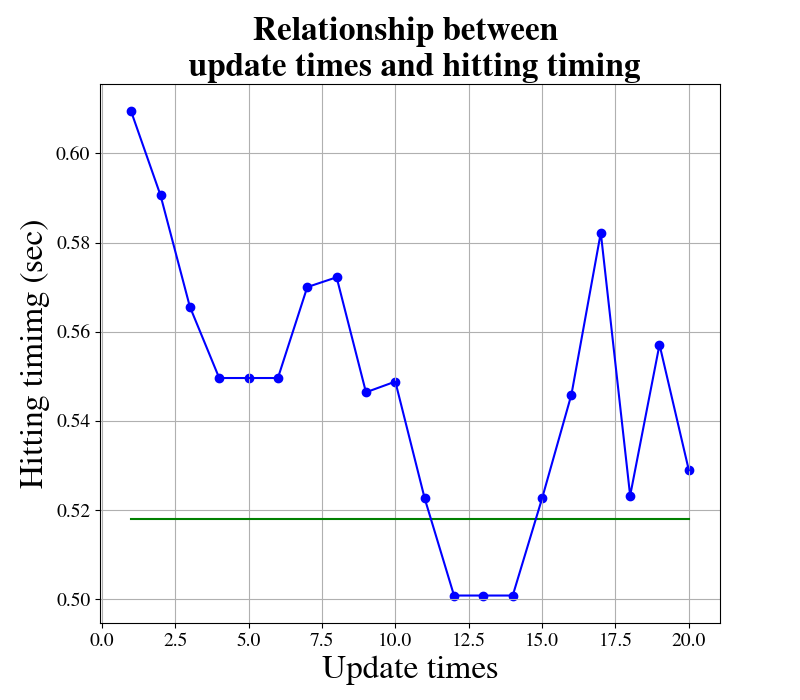 Relationship between
update times and hitting timing
Hitting timimg (sec)
0.60
0.58
0.56
0.54
0.52
0.50
0.0 2.5 5.0 7.5 10.0 12.5 15.0 17.5 20.0
Update times